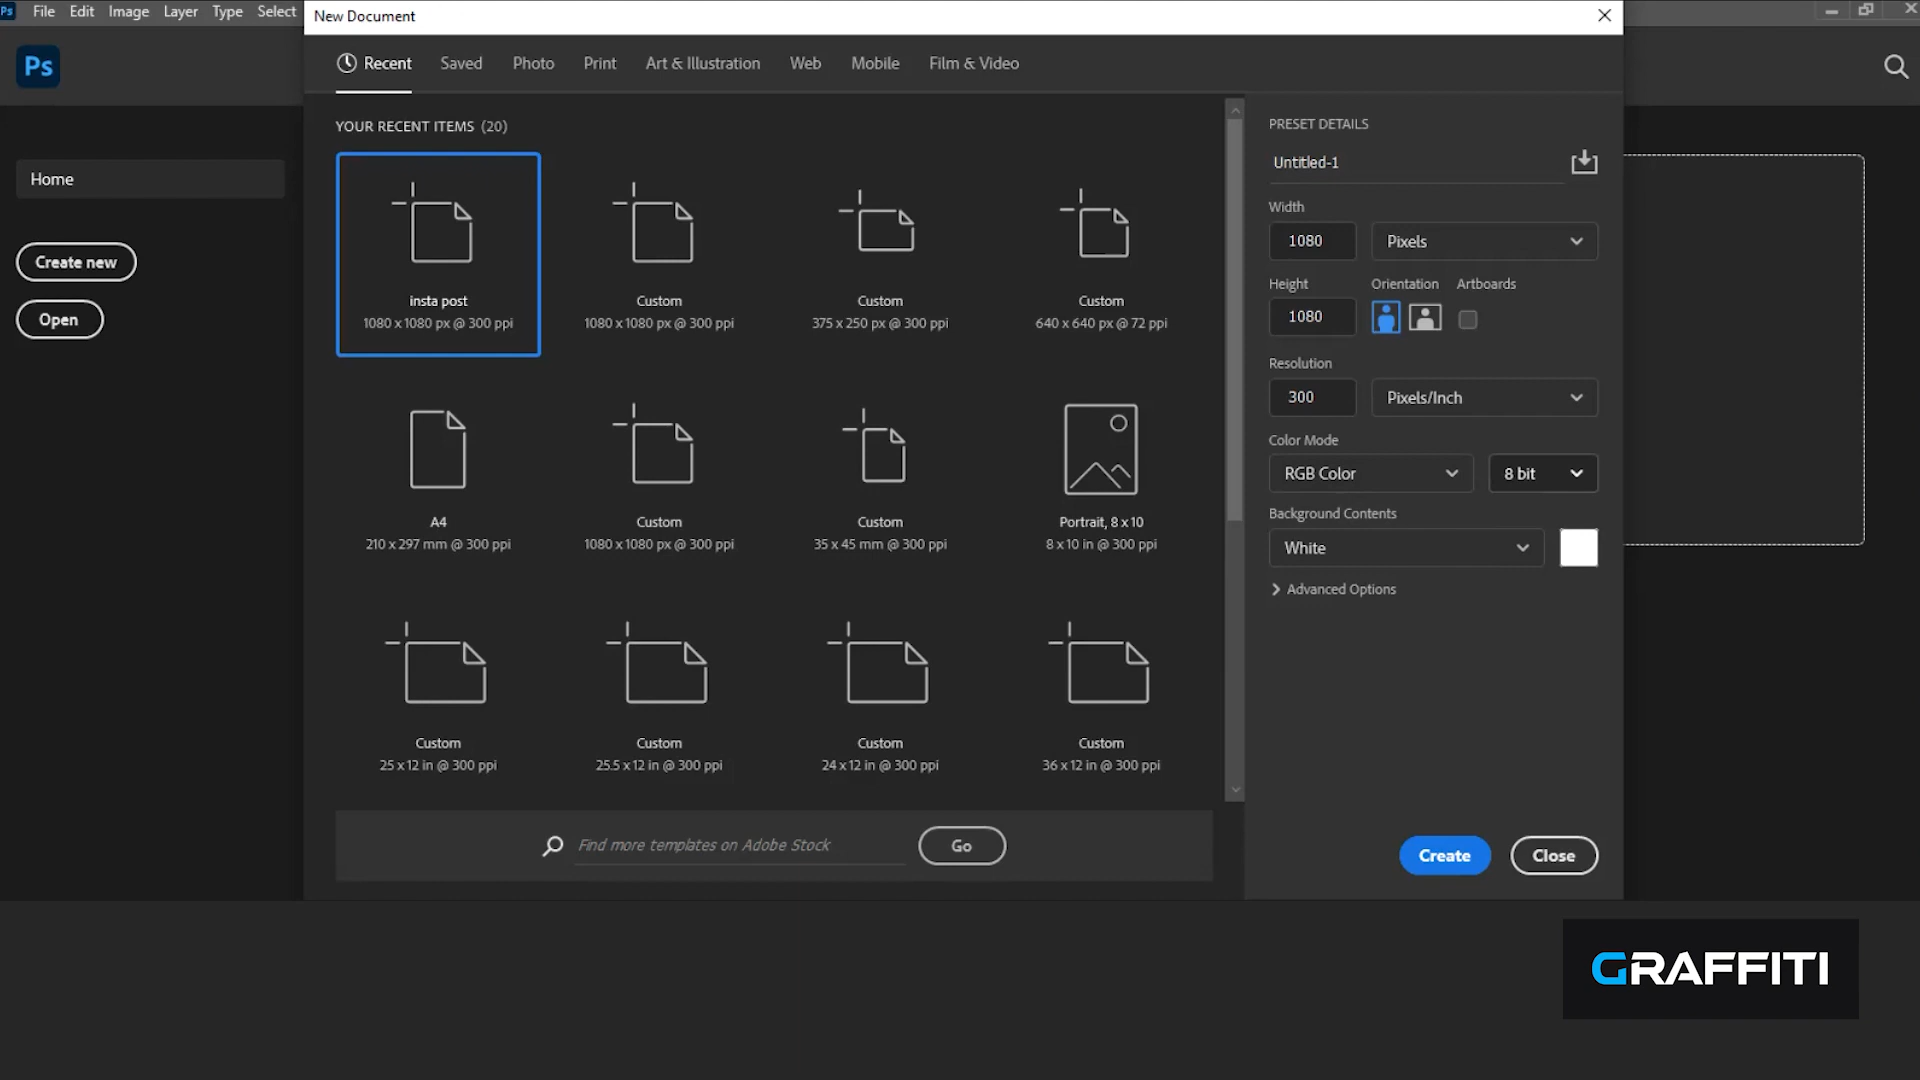 Ps File Edit Image Layer Type Select
New Document
Ps
Recent Saved Photo Print Art & Illustration Web Mobile Film & Video
Home
Create new
Open
YOUR RECENT ITEMS (20)
insta post
1080 x 1080 px @ 300 ppi
Custom
1080 x 1080 px @ 300 ppi
Custom
375 x 250 px @ 300 ppi
Custom
640 x 640 px @ 72 ppi
A4
210 x 297 mm @ 300 ppi
Custom
1080 x 1080 px @ 300 ppi
Custom
35 x 45 mm @ 300 ppi
Portrait, 8 x 10
8 x 10 in @ 300 ppi
Custom
25 x 12 in @ 300 ppi
Custom
25.5 x 12 in @ 300 ppi
Custom
24 x 12 in @ 300 ppi
Custom
36 x 12 in @ 300 ppi
Find more templates on Adobe Stock
Go
PRESET DETAILS
Untitled-1
Width
1080 Pixels
Height Orientation Artboards
1080
Resolution
300 Pixels/Inch
Color Mode
RGB Color 8 bit
Background Contents
White
Advanced Options
Create Close
GRAFFITI